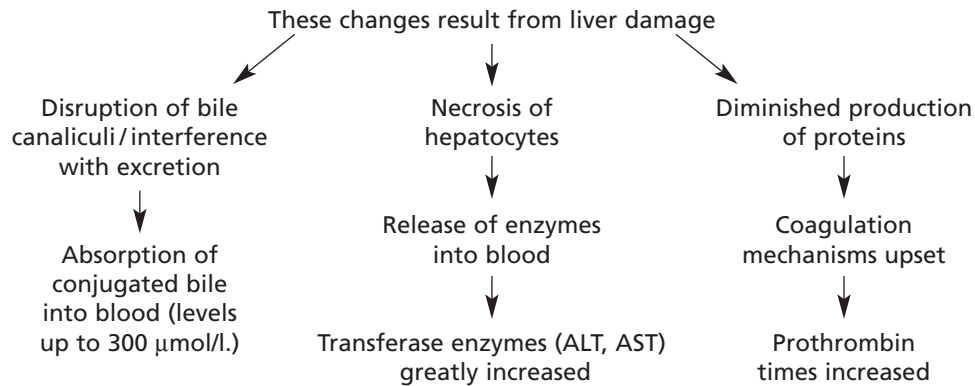 These changes result from liver damage
Disruption of bile
canaliculi/interference
with excretion
Absorption of
conjugated bile
into blood (levels
up to 300 μmol/l.)
Necrosis of
hepatocytes
Release of enzymes
into blood
Transferase enzymes (ALT, AST)
greatly increased
Diminished production
of proteins
Coagulation
mechanisms upset
Prothrombin
times increased